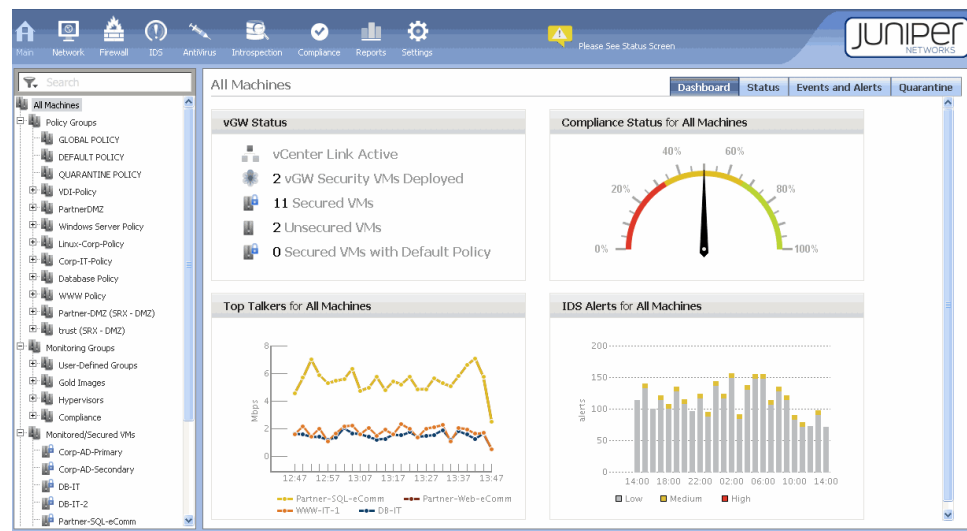 Main Network Firewall IDS AntiVirus Introspection Compliance Reports Settings
Please See Status Screen
JUNIPER
NETWORKS
Search
All Machines
Policy Groups
GLOBAL POLICY
DEFAULT POLICY
QUARANTINE POLICY
VDI-Policy
PartnerDMZ
Windows Server Policy
Linux-Corp-Policy
Corp-IT-Policy
Database Policy
WWW Policy
Partner-DMZ (SRX - DMZ)
trust (SRX - DMZ)
Monitoring Groups
User-Defined Groups
Gold Images
Hypervisors
Compliance
Monitored/Secured VMs
Corp-AD-Primary
Corp-AD-Secondary
DB-IT
DB-IT-2
Partner-SQL-eComm
All Machines
Dashboard Status Events and Alerts Quarantine
vGW Status
vCenter Link Active
2 vGW Security VMs Deployed
11 Secured VMs
2 Unsecured VMs
0 Secured VMs with Default Policy
Compliance Status for All Machines
40% 60%
20% 80%
0% 100%
Top Talkers for All Machines
8
6
4
2
0
Mbps
12:47 12:57 13:07 13:17 13:27 13:37 13:47
Partner-SQL-eComm Partner-Web-eComm
WWW-IT-1 DB-IT
IDS Alerts for All Machines
200
150
100
50
0
alerts
14:00 18:00 22:00 02:00 06:00 10:00 14:00
Low Medium High